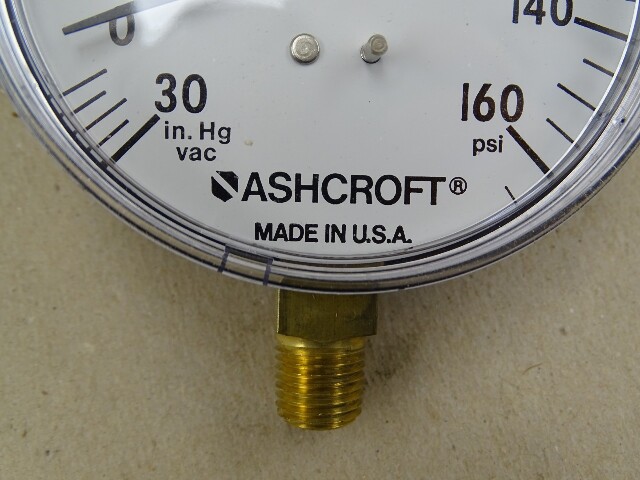 0
140
30
in. Hg
vac
160
psi
ASHCROFT®
MADE IN U.S.A.